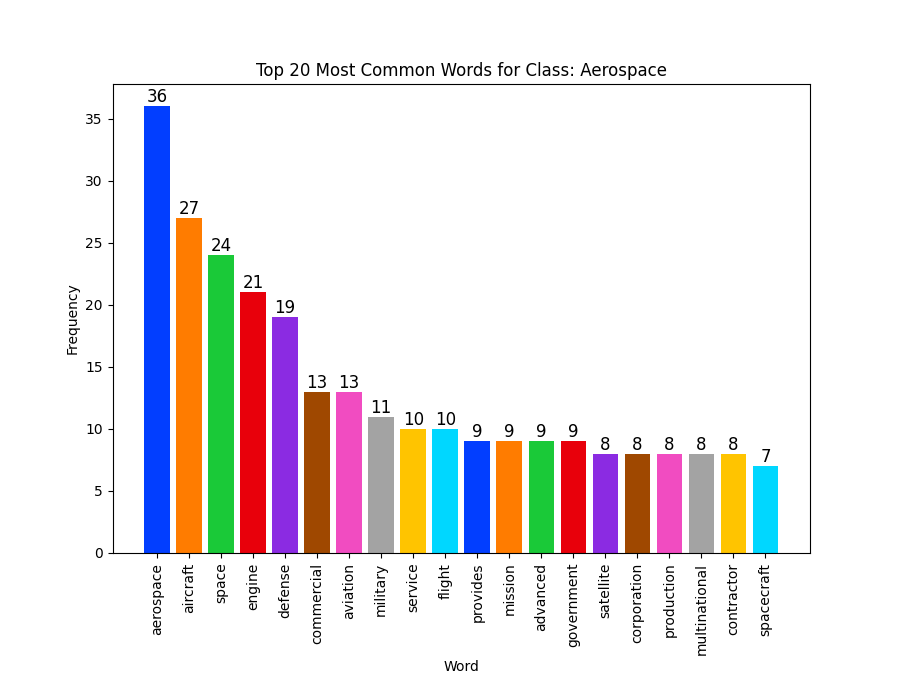 Top 20 Most Common Words for Class: Aerospace
36
27
24
21
19
13
13
11
10
10
9
9
9
9
8
8
8
8
8
7
35
30
25
20
15
10
5
0
Frequency
aerospace
aircraft
space
engine
defense
commercial
aviation
military
service
flight
provides
mission
advanced
government
satellite
corporation
production
multinational
contractor
spacecraft
Word